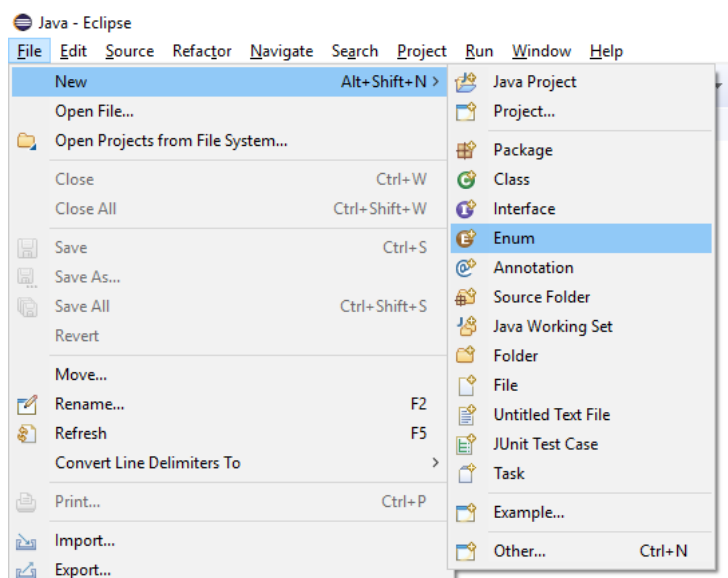 Java - Eclipse
File Edit Source Refactor Navigate Search Project Run Window Help
New Alt+Shift+N >
Open File...
Open Projects from File System...
Close Ctrl+W
Close All Ctrl+Shift+W
Save Ctrl+S
Save As...
Save All Ctrl+Shift+S
Revert
Move...
Rename... F2
Refresh F5
Convert Line Delimiters To >
Print... Ctrl+P
Import...
Export...
Java Project
Project...
Package
Class
Interface
Enum
Annotation
Source Folder
Java Working Set
Folder
File
Untitled Text File
JUnit Test Case
Task
Example...
Other... Ctrl+N